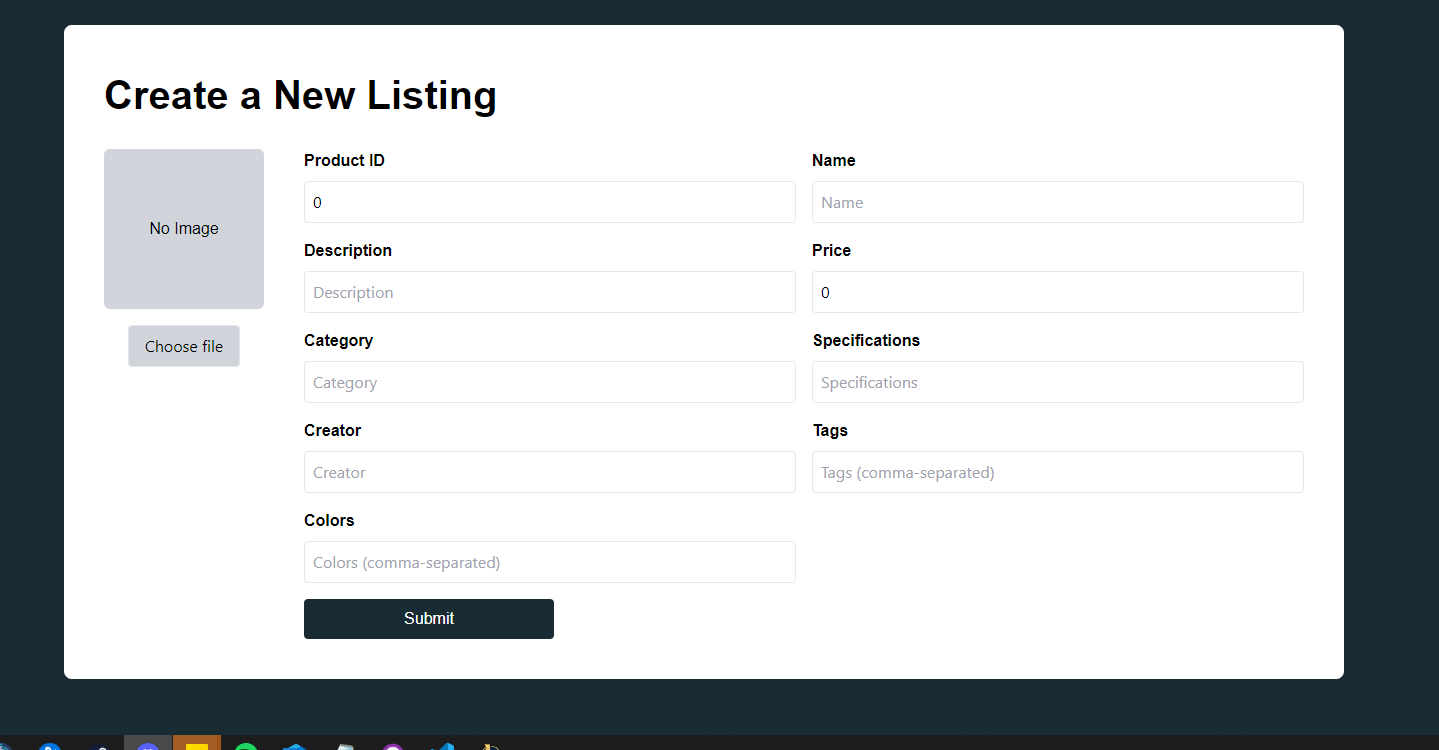 Create a New Listing
No Image
Choose file
Product ID
0
Name
Name
Description
Description
Price
0
Category
Category
Specifications
Specifications
Creator
Creator
Tags
Tags (comma-separated)
Colors
Colors (comma-separated)
Submit